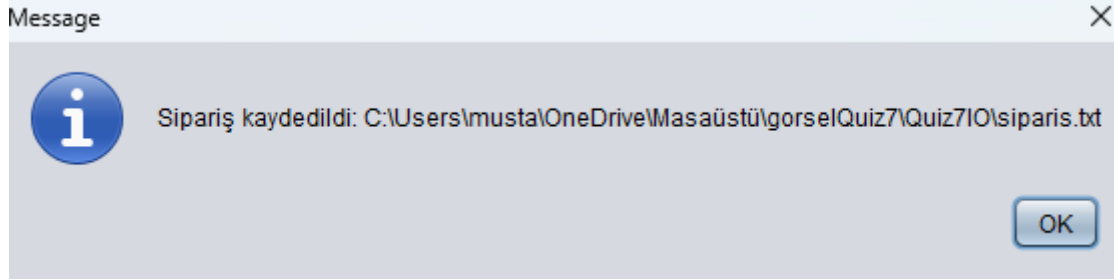 Message
Sipariş kaydedildi: C:\Users\musta\OneDrive\Masaüstü\gorselQuiz7\Quiz7IO\siparis.txt
OK